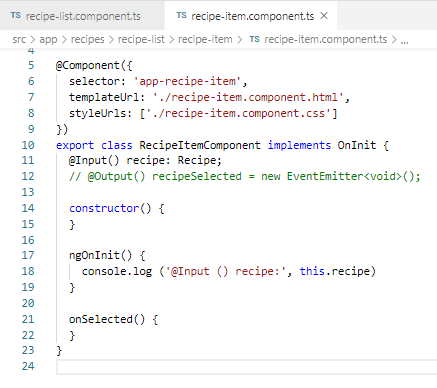 TS recipe-list.component.ts TS recipe-item.component.ts ×
src > app > recipes > recipe-list > recipe-item > TS recipe-item.component.ts > ...
4
5 @Component({
6   selector: 'app-recipe-item',
7   templateUrl: './recipe-item.component.html',
8   styleUrls: ['./recipe-item.component.css']
9 })
10 export class RecipeItemComponent implements OnInit {
11   @Input() recipe: Recipe;
12   // @Output() recipeSelected = new EventEmitter<void>();
13
14   constructor() {
15   }
16
17   ngOnInit() {
18     console.log ('@Input () recipe:', this.recipe)
19   }
20
21   onSelected() {
22   }
23 }
24